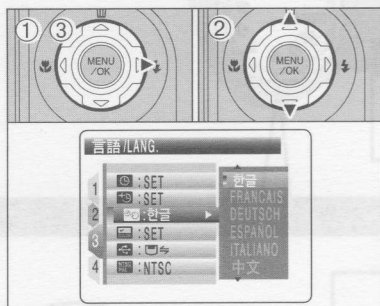 ① ③
MENU
/OK
②
MENU
/OK
言語/LANG.
1
:SET
:SET
2
:한글
3
:SET
4
:NTSC
한글
FRANCAIS
DEUTSCH
ESPAÑOL
ITALIANO
中文